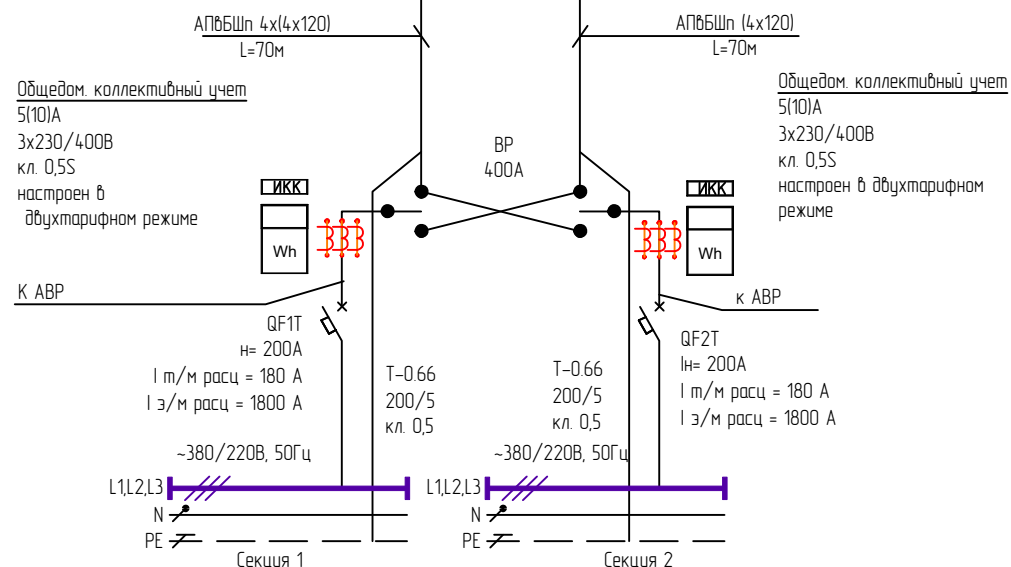 АПвБШп 4х(4х120)
L=70м
АПвБШп (4х120)
L=70м
Общедом. коллективный учет
5(10)А
3х230/400В
кл. 0,5S
настроен в
двухтарифном режиме
Общедом. коллективный учет
5(10)А
3х230/400В
кл. 0,5S
настроен в двухтарифном
режиме
ВР
400А
ИКК
Wh
ИКК
Wh
К АВР
к АВР
QF1Т
н= 200А
I т/м расц = 180 А
I э/м расц = 1800 А
QF2Т
Iн= 200А
I т/м расц = 180 А
I э/м расц = 1800 А
Т-0.66
200/5
кл. 0,5
Т-0.66
200/5
кл. 0,5
~380/220В, 50Гц
~380/220В, 50Гц
L1,L2,L3
N
PE
L1,L2,L3
N
PE
Секция 1
Секция 2